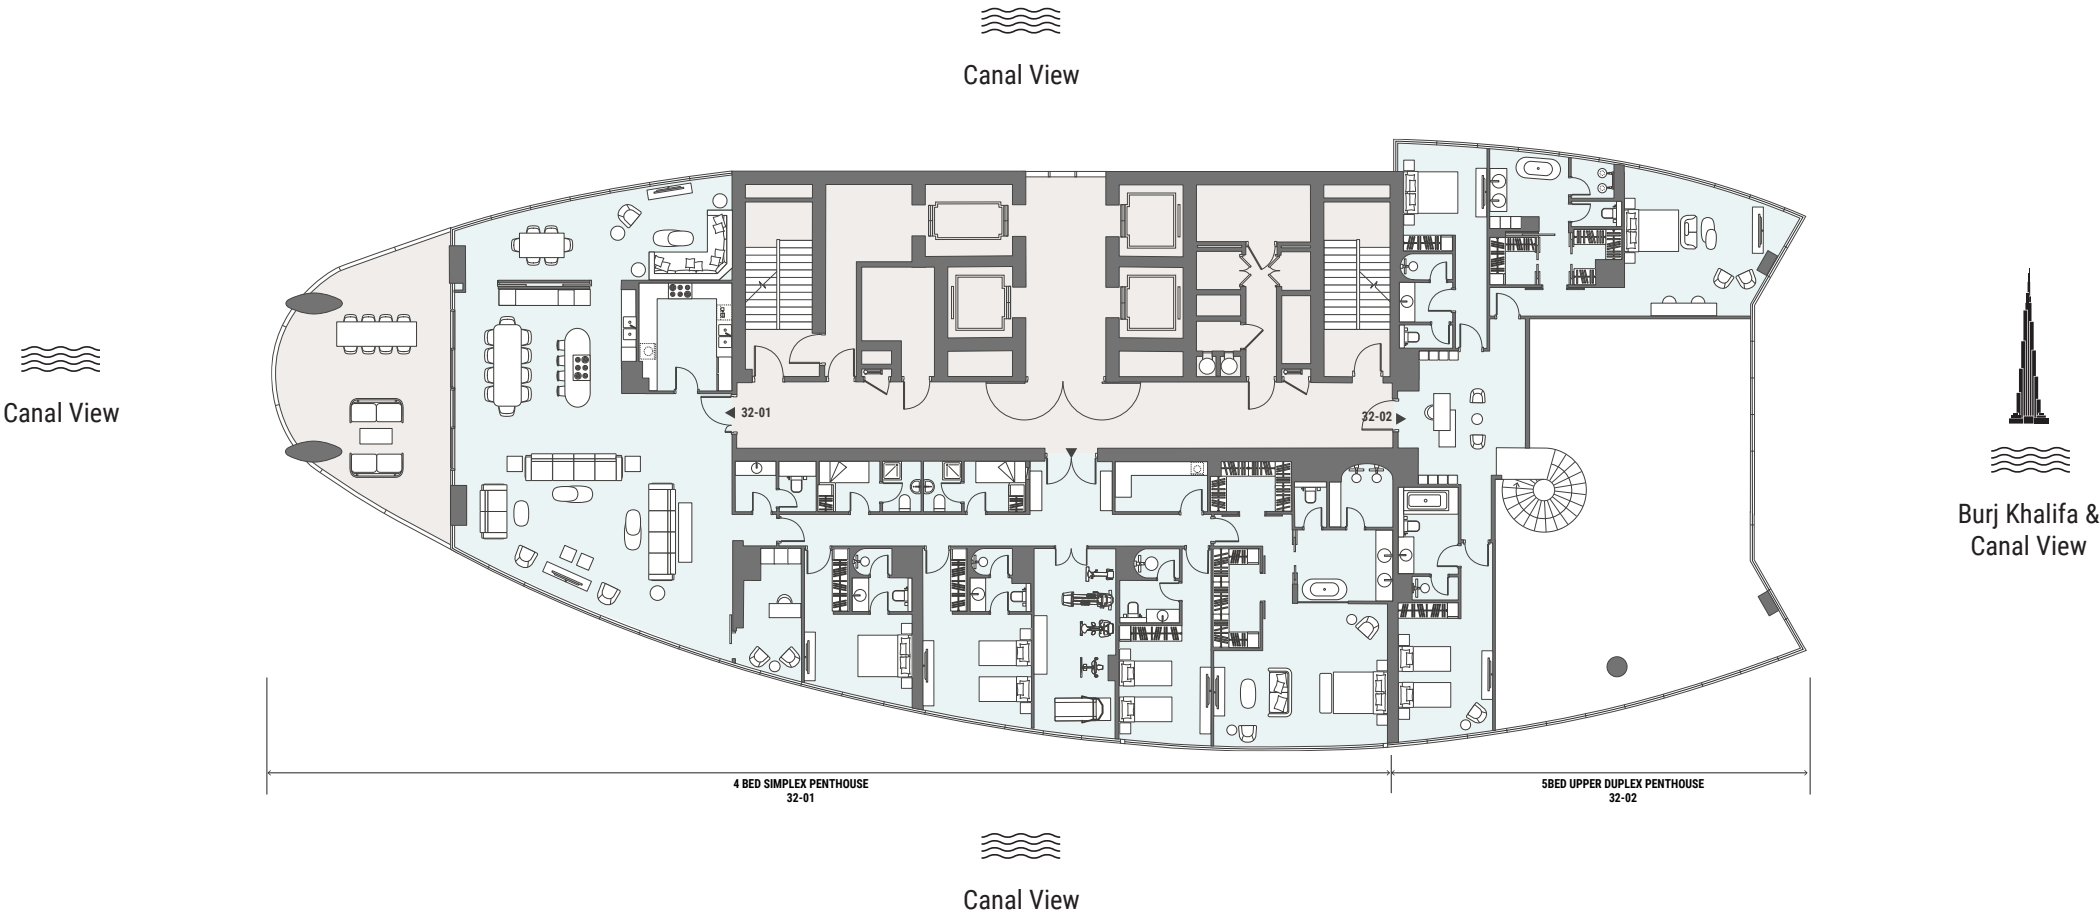 Canal View
Canal View
32-01
32-02
Burj Khalifa &
Canal View
4 BED SIMPLEX PENTHOUSE
32-01
5BED UPPER DUPLEX PENTHOUSE
32-02
Canal View